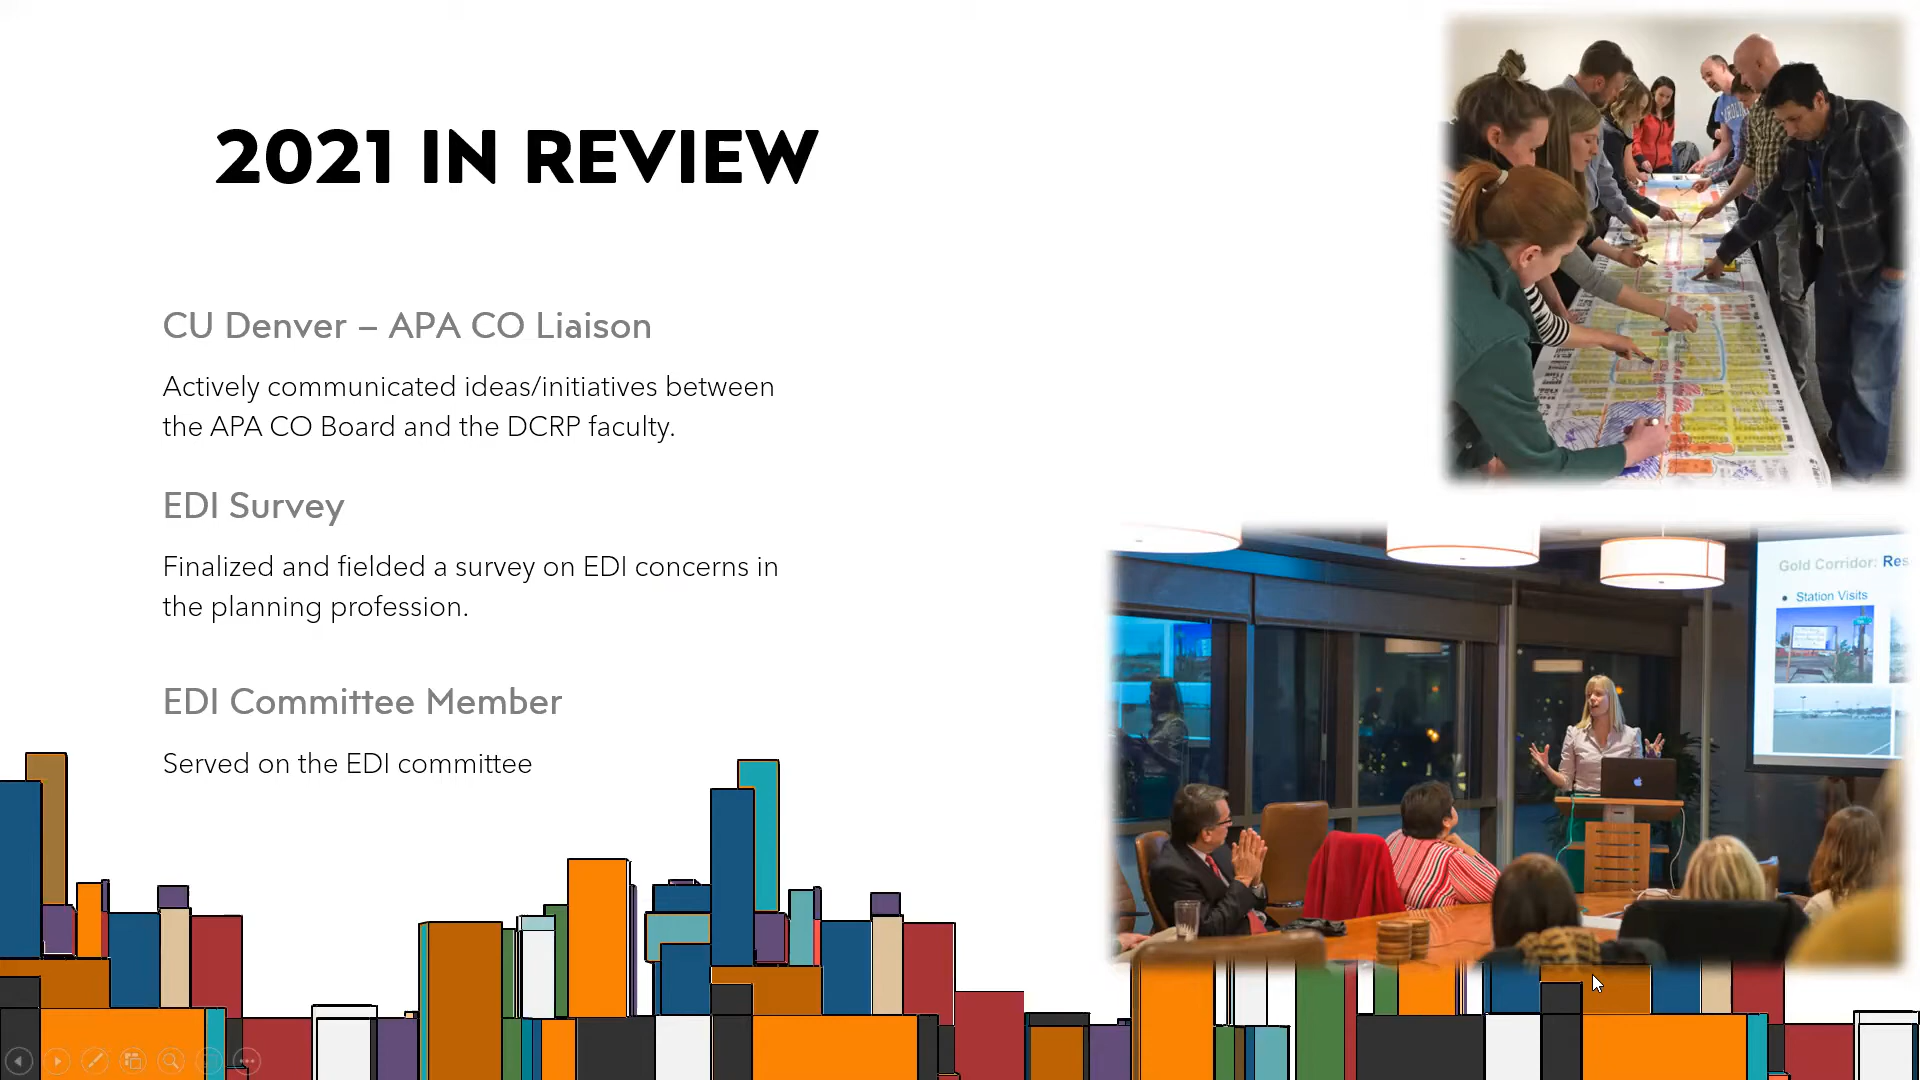 2021 IN REVIEW
CU Denver – APA CO Liaison
Actively communicated ideas/initiatives between
the APA CO Board and the DCRP faculty.
EDI Survey
Finalized and fielded a survey on EDI concerns in
the planning profession.
EDI Committee Member
Served on the EDI committee
Gold Corridor: Res
• Station Visits